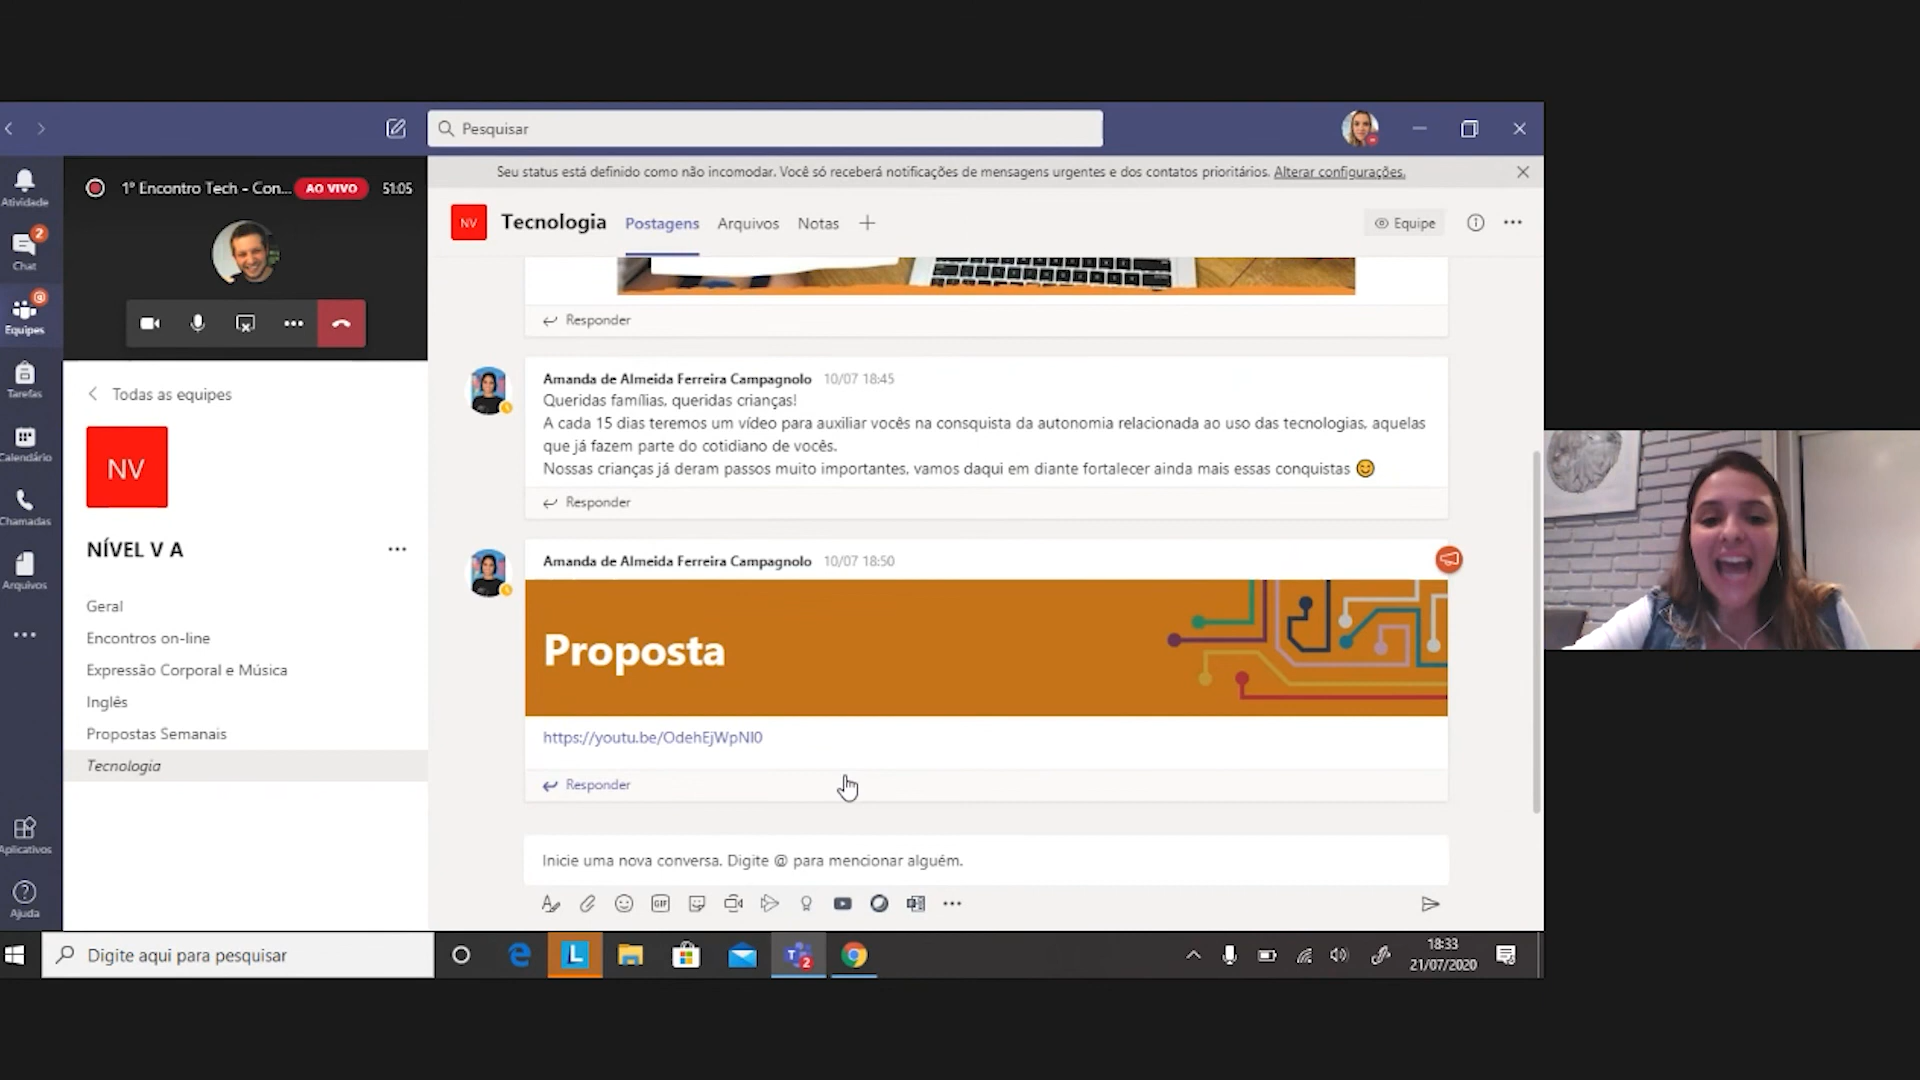 Pesquisar
Seu status está definido como não incomodar. Você só receberá notificações de mensagens urgentes e dos contatos prioritários. Alterar configurações.
Atividade
2
Chat
Equipes
Tarefas
Calendário
Chamadas
Arquivos
Aplicativos
Ajuda
1º Encontro Tech - Con... AO VIVO 51:05
Todas as equipes
NV
NÍVEL V A
Geral
Encontros on-line
Expressão Corporal e Música
Inglês
Propostas Semanais
Tecnologia
NV Tecnologia Postagens Arquivos Notas Equipe
Responder
Amanda de Almeida Ferreira Campagnolo 10/07 18:45
Queridas famílias, queridas crianças!
A cada 15 dias teremos um vídeo para auxiliar vocês na consquista da autonomia relacionada ao uso das tecnologias, aquelas
que já fazem parte do cotidiano de vocês.
Nossas crianças já deram passos muito importantes, vamos daqui em diante fortalecer ainda mais essas conquistas 😊
Responder
Amanda de Almeida Ferreira Campagnolo 10/07 18:50
Proposta
https://youtu.be/OdehEjWpNI0
Responder
Inicie uma nova conversa. Digite @ para mencionar alguém.
GIF
Digite aqui para pesquisar
L
2
18:33
21/07/2020